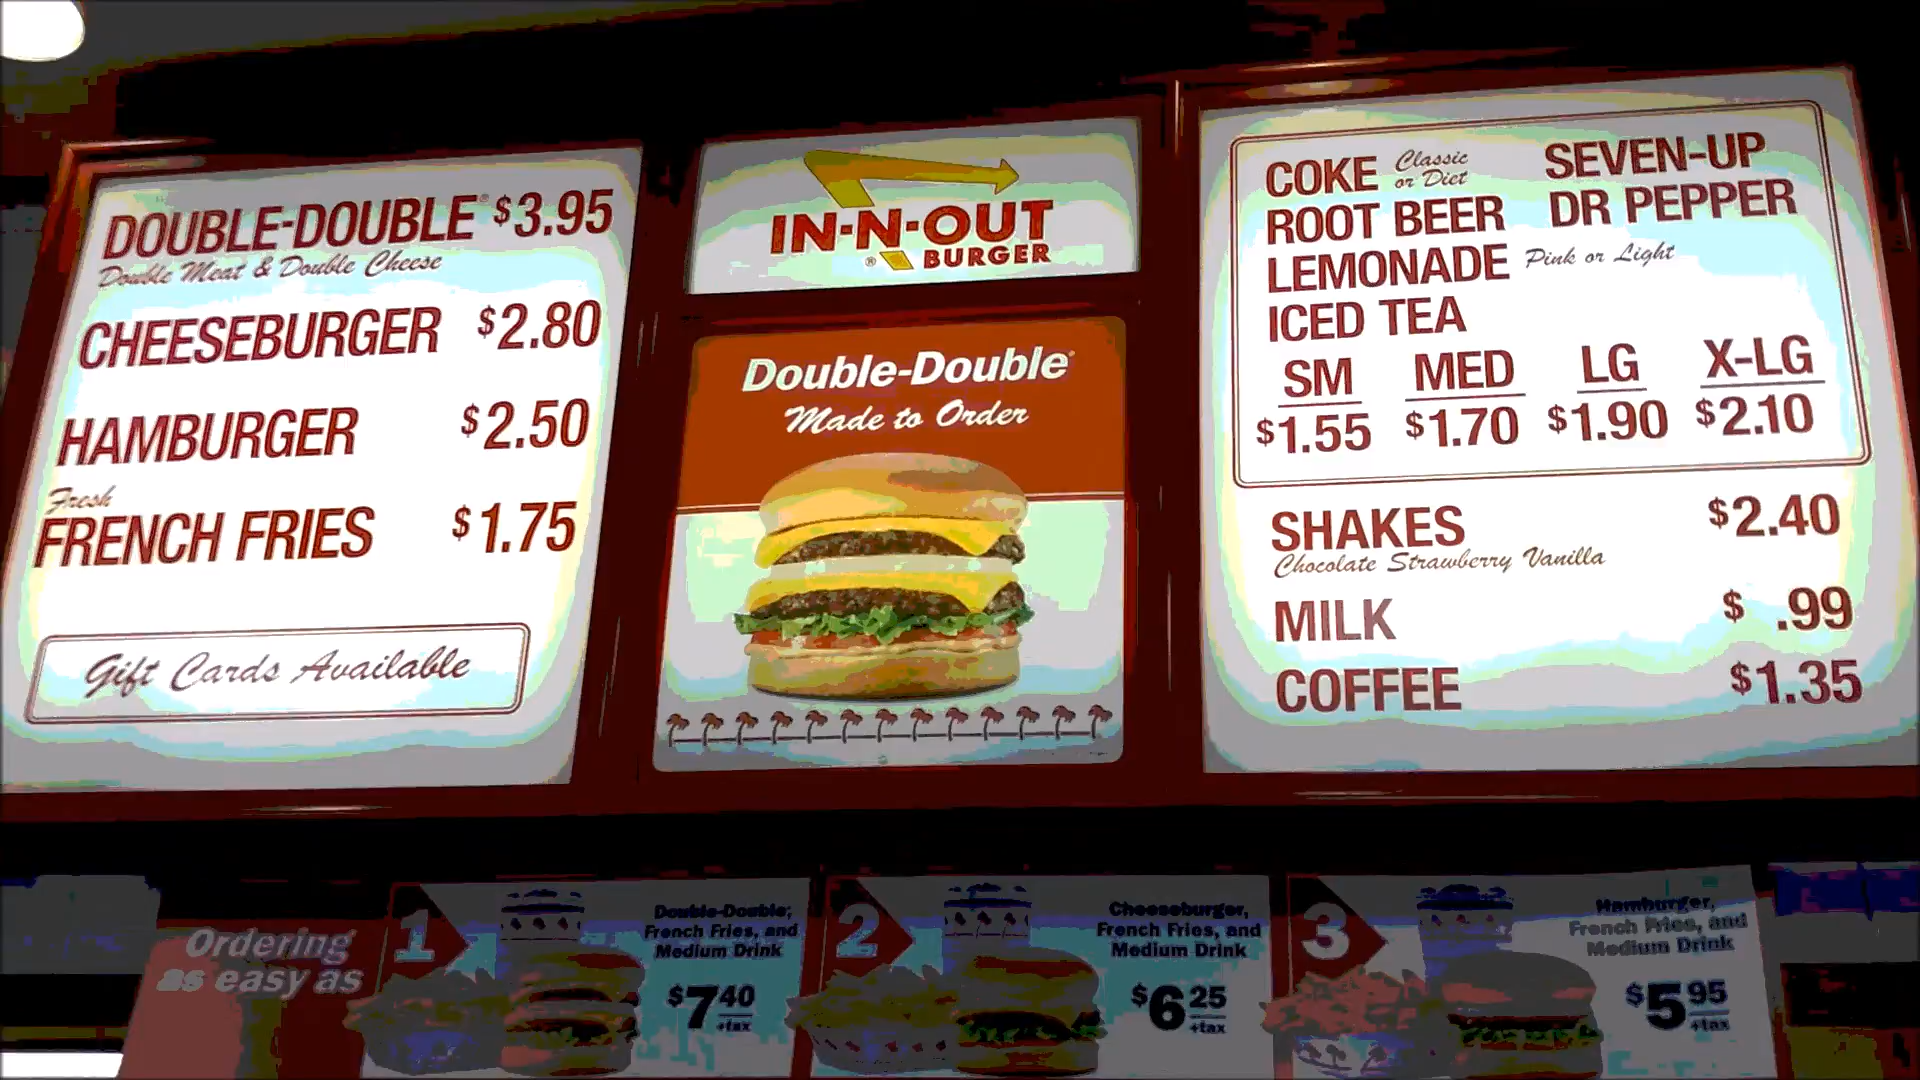 DOUBLE-DOUBLE® $3.95
Double Meat & Double Cheese
CHEESEBURGER $2.80
HAMBURGER $2.50
Fresh
FRENCH FRIES $1.75
Gift Cards Available
IN-N-OUT
® BURGER
Double-Double®
Made to Order
COKE Classic or Diet SEVEN-UP
ROOT BEER DR PEPPER
LEMONADE Pink or Light
ICED TEA
SM MED LG X-LG
$1.55 $1.70 $1.90 $2.10
SHAKES $2.40
Chocolate Strawberry Vanilla
MILK $ .99
COFFEE $1.35
Ordering
as easy as
1
Double-Double,
French Fries, and
Medium Drink
$7 40
+tax
2
Cheeseburger,
French Fries, and
Medium Drink
$6 25
+tax
3
Hamburger,
French Fries, and
Medium Drink
$5 95
+tax